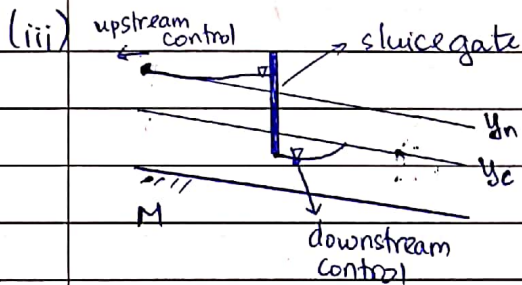 (iii)
upstream
control
sluicegate
yn
yc
M
downstream
control